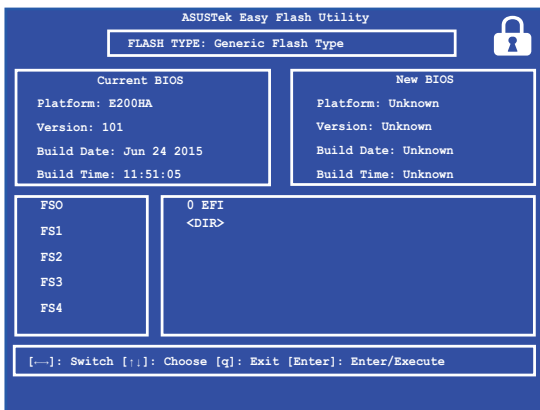 ASUSTek Easy Flash Utility
FLASH TYPE: Generic Flash Type
Current BIOS
Platform: E200HA
Version: 101
Build Date: Jun 24 2015
Build Time: 11:51:05
New BIOS
Platform: Unknown
Version: Unknown
Build Date: Unknown
Build Time: Unknown
FSO
FS1
FS2
FS3
FS4
0 EFI
<DIR>
[←→]: Switch [↑↓]: Choose [q]: Exit [Enter]: Enter/Execute